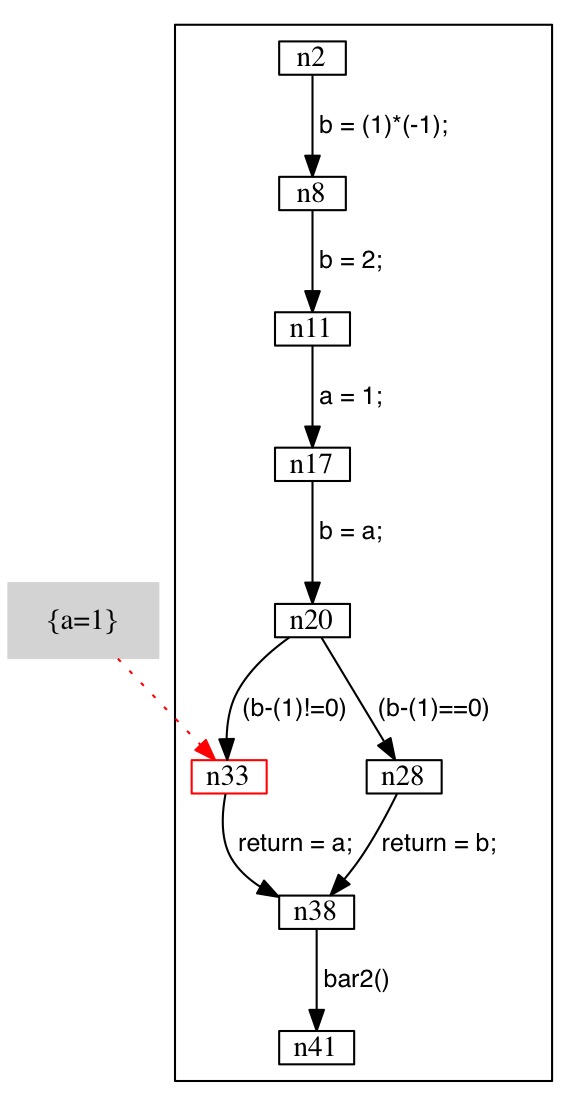 n2
b = (1)*(-1);
n8
b = 2;
n11
a = 1;
n17
b = a;
{a=1}
n20
(b-(1)!=0) (b-(1)==0)
n33 n28
return = a; return = b;
n38
bar2()
n41